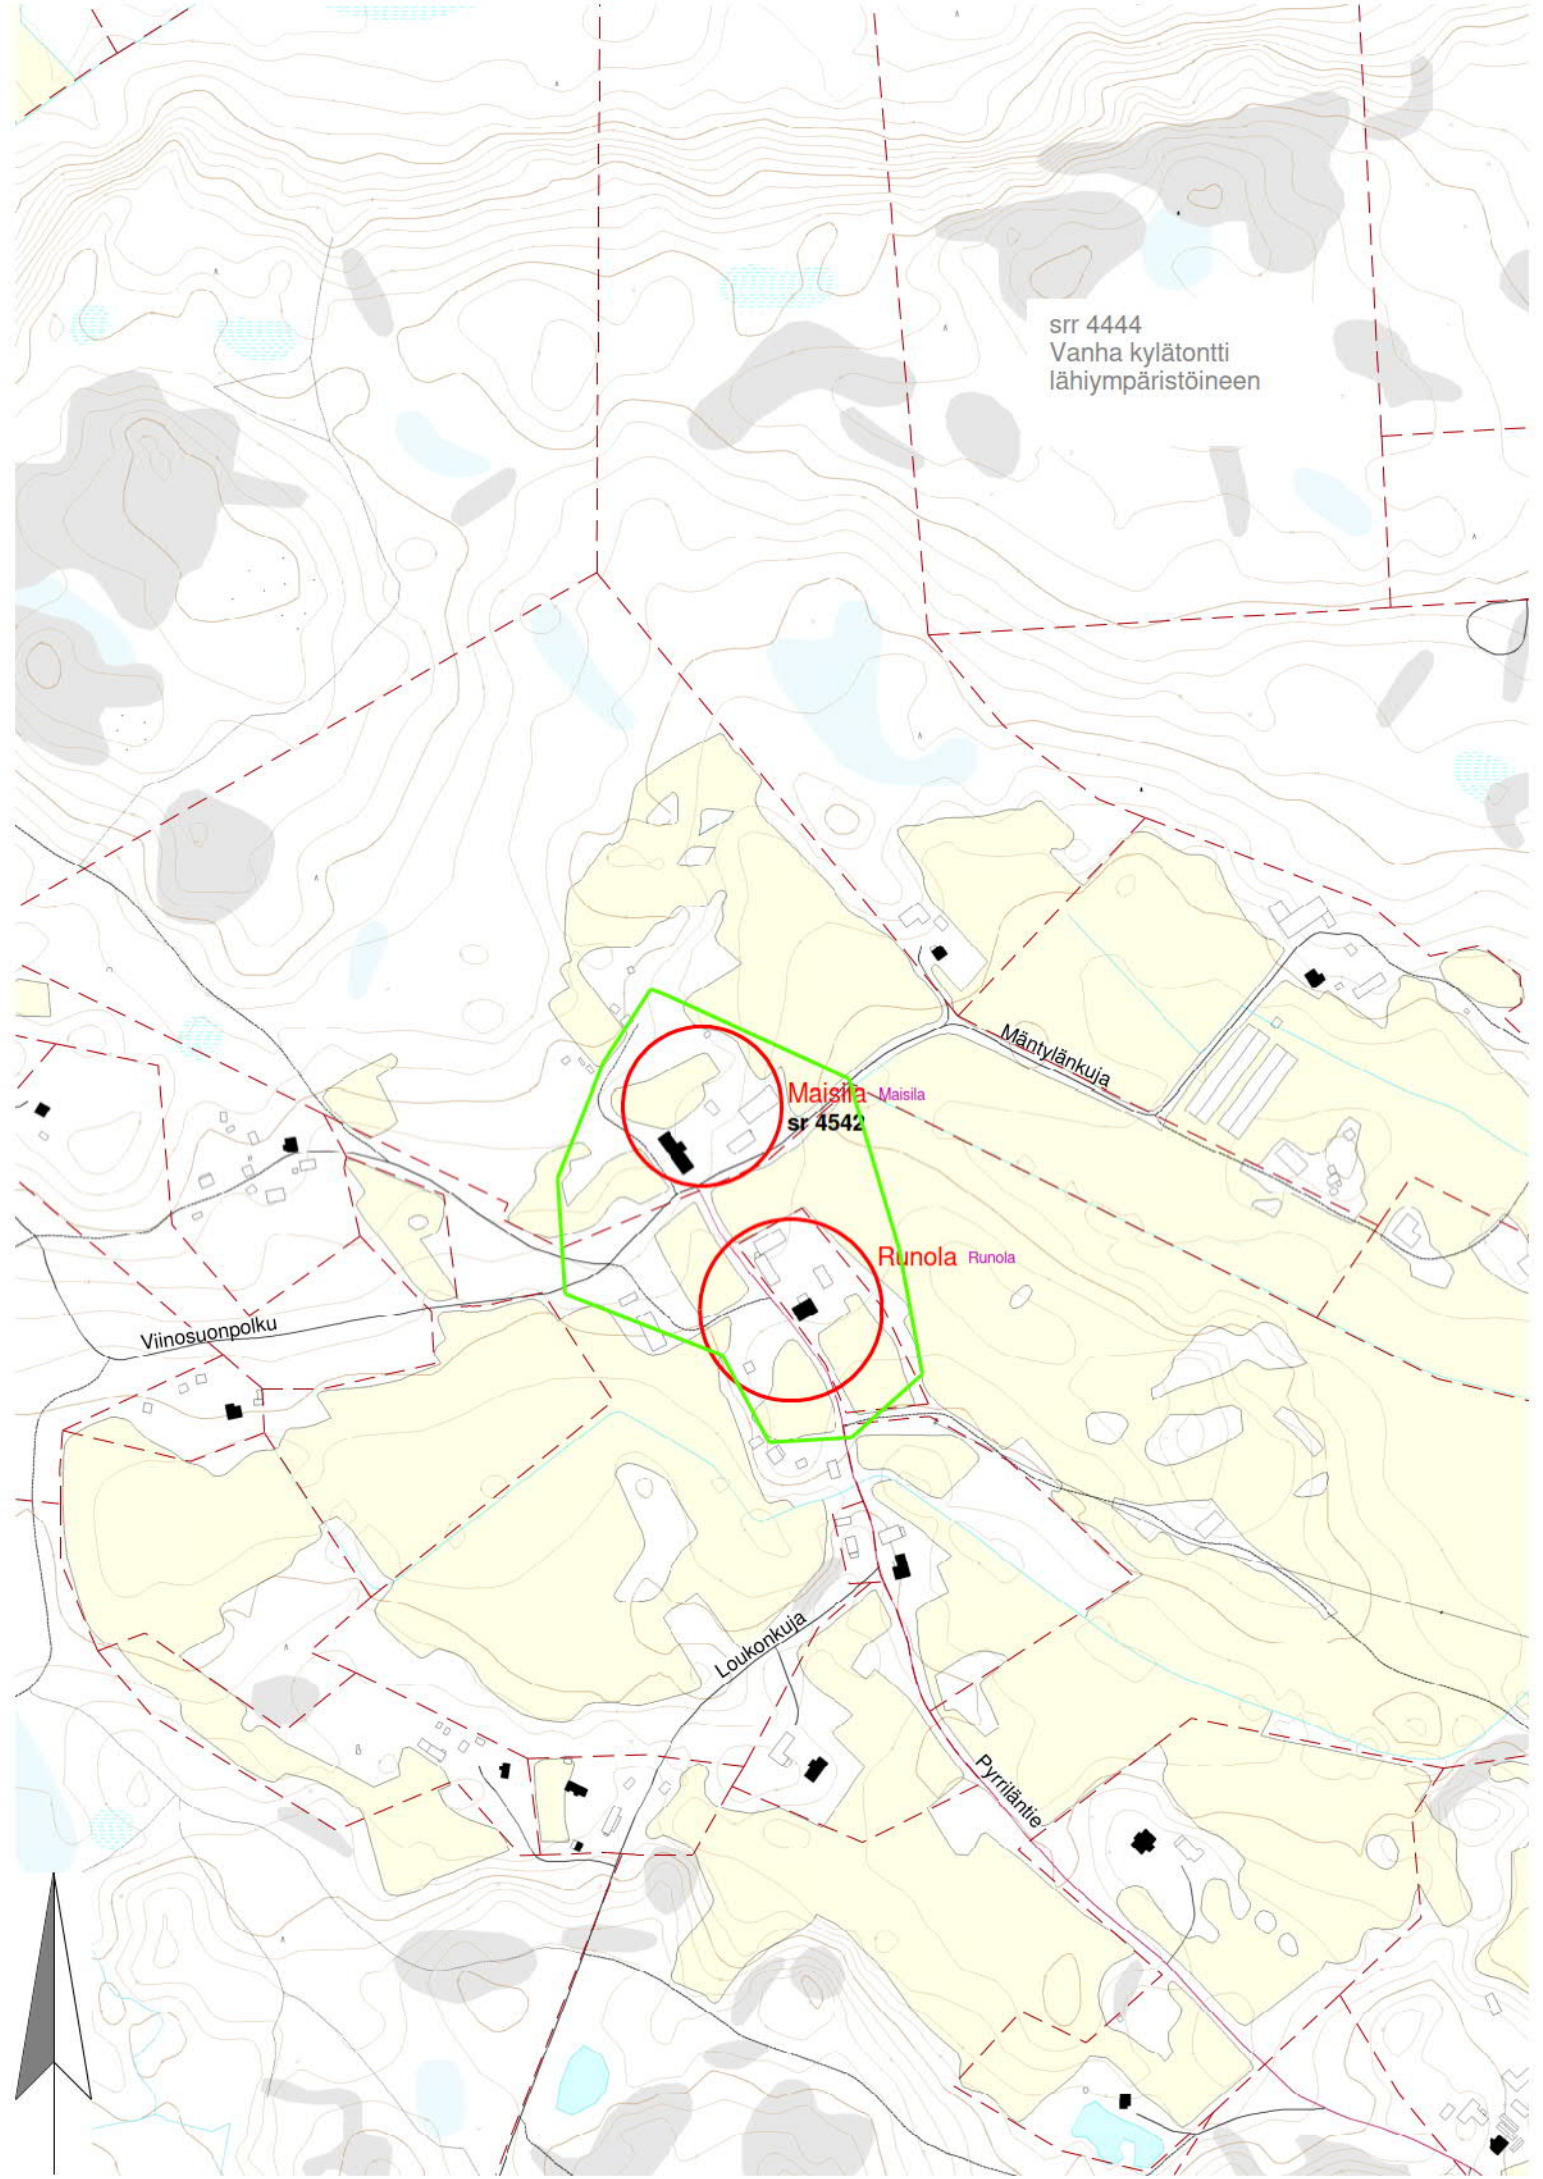 srr 4444
Vanha kylätontti
lähiympäristöineen
Mäntylänkuja
Maisila Maisila
sr 4542
Runola Runola
Viinosuonpolku
Loukonkuja
Pyrriläntie